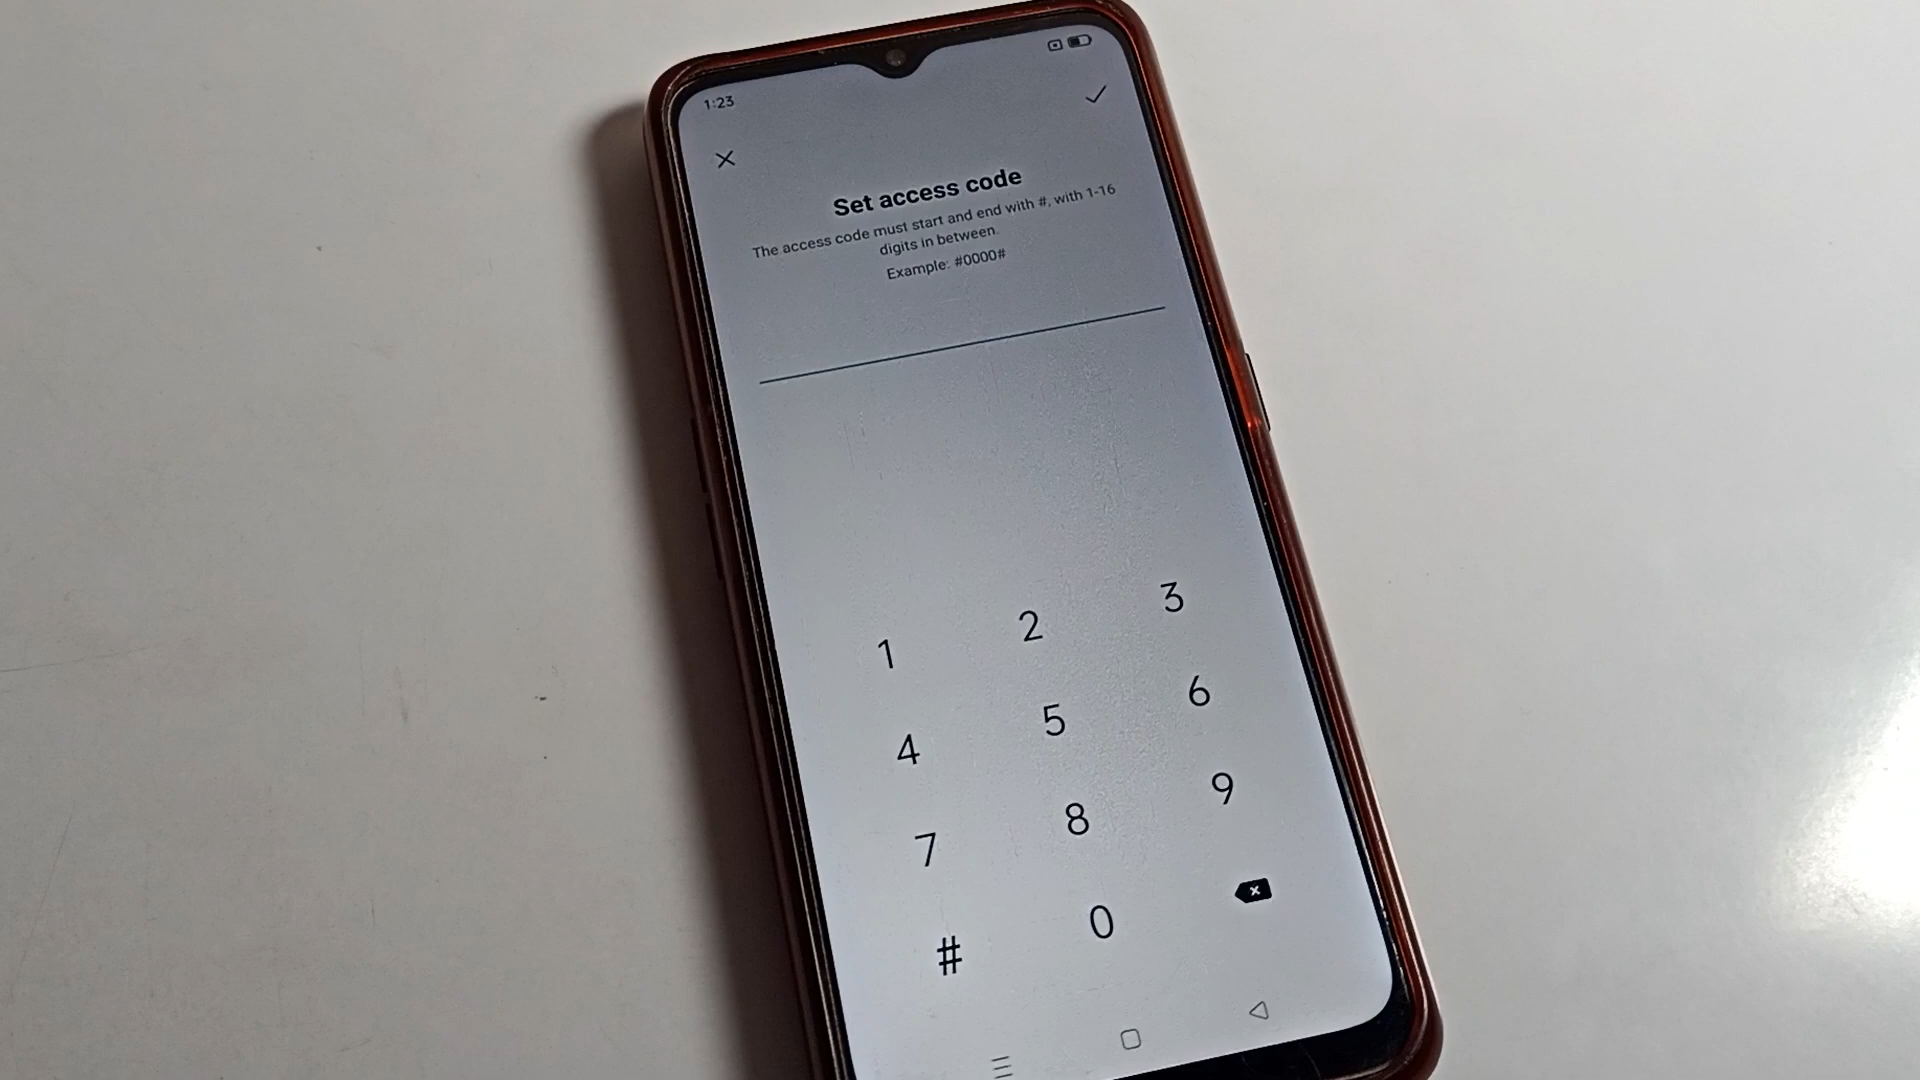 1:23
Set access code
The access code must start and end with #, with 1-16
digits in between.
Example: #0000#
1 2 3
4 5 6
7 8 9
# 0